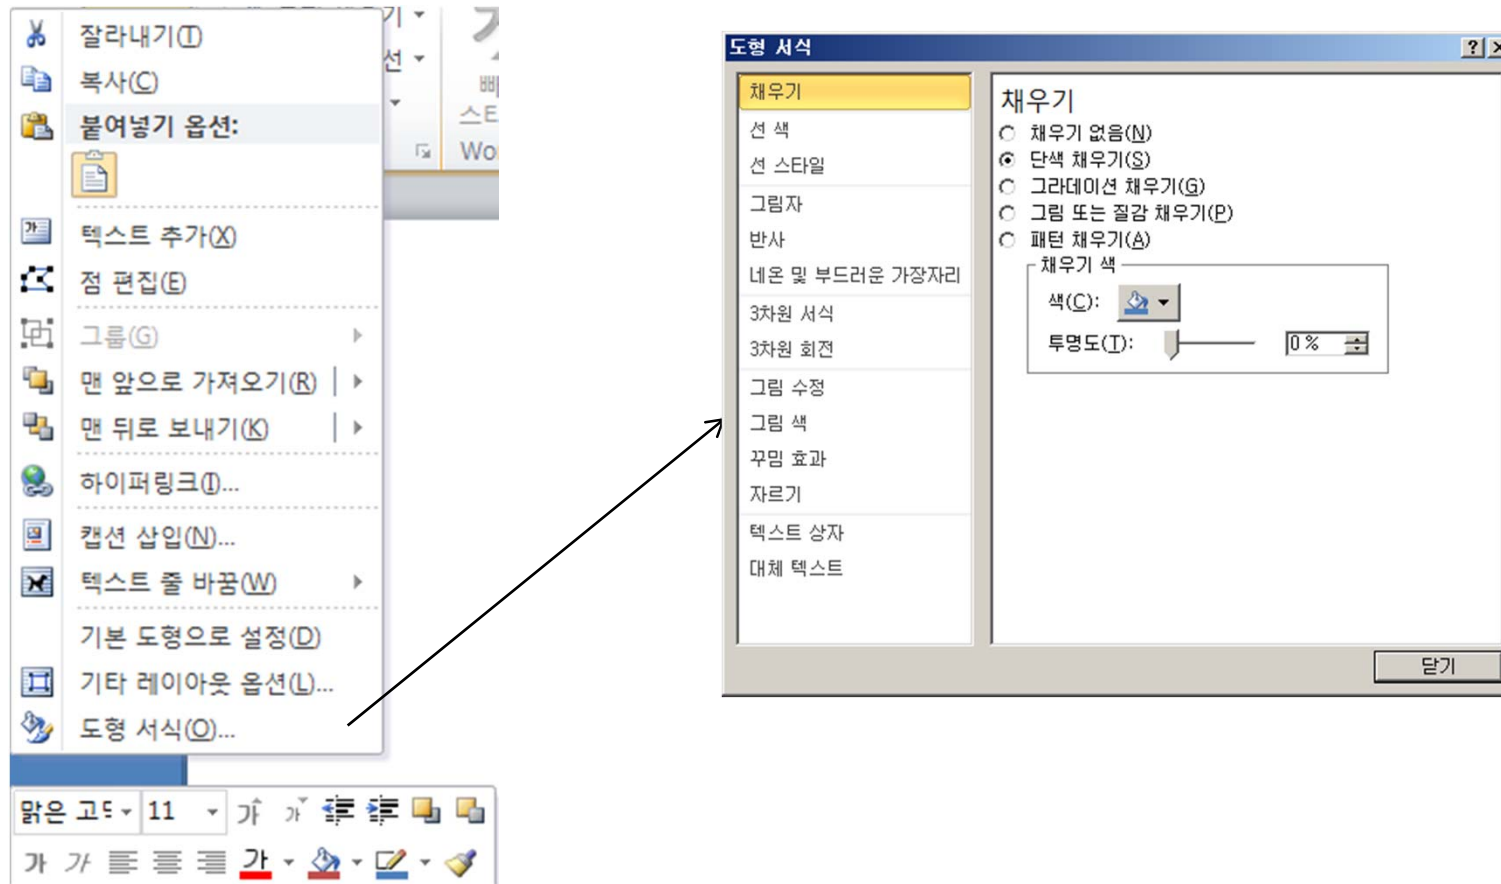 잘라내기(T)
복사(C)
붙여넣기 옵션:
텍스트 추가(X)
점 편집(E)
그룹(G)
맨 앞으로 가져오기(R)
맨 뒤로 보내기(K)
하이퍼링크(I)...
캡션 삽입(N)...
텍스트 줄 바꿈(W)
기본 도형으로 설정(D)
기타 레이아웃 옵션(L)...
도형 서식(O)...
맑은 고
11
가 가
가 가 가
도형 서식
채우기
선 색
선 스타일
그림자
반사
네온 및 부드러운 가장자리
3차원 서식
3차원 회전
그림 수정
그림 색
꾸밈 효과
자르기
텍스트 상자
대체 텍스트
채우기
채우기 없음(N)
단색 채우기(S)
그라데이션 채우기(G)
그림 또는 질감 채우기(P)
패턴 채우기(A)
채우기 색
색(C):
투명도(T): 0 %
닫기